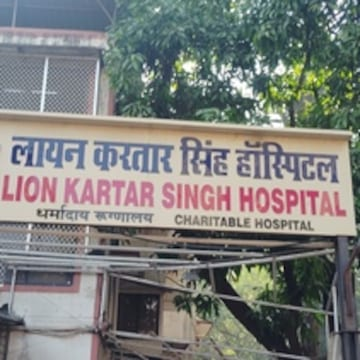 लायन करतार सिंह हॉस्पिटल
LION KARTAR SINGH HOSPITAL
धर्मादाय रूग्णालय CHARITABLE HOSPITAL